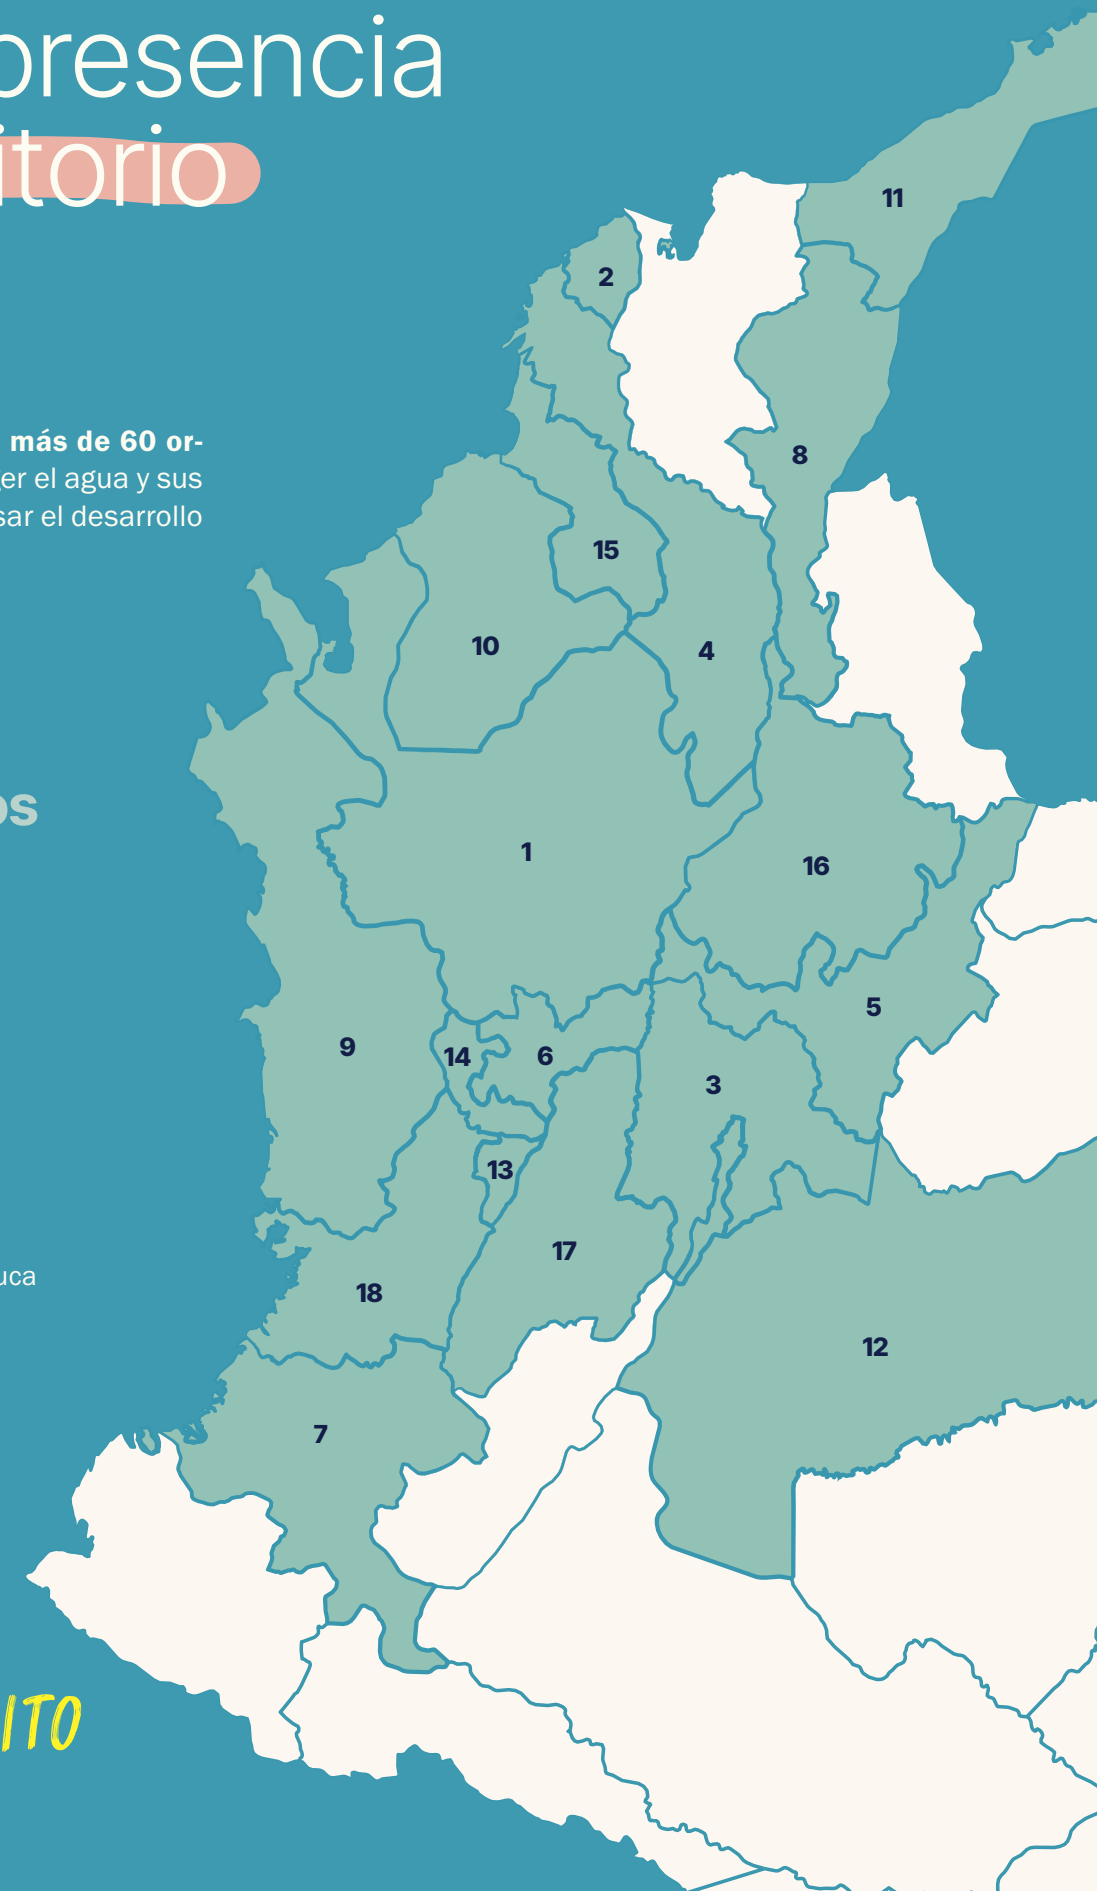 presencia
itorio
más de 60 or-
er el agua y sus
sar el desarrollo
os
uca
ITO
11
2
8
15
10
4
1
16
5
9
14
6
3
13
17
18
12
7